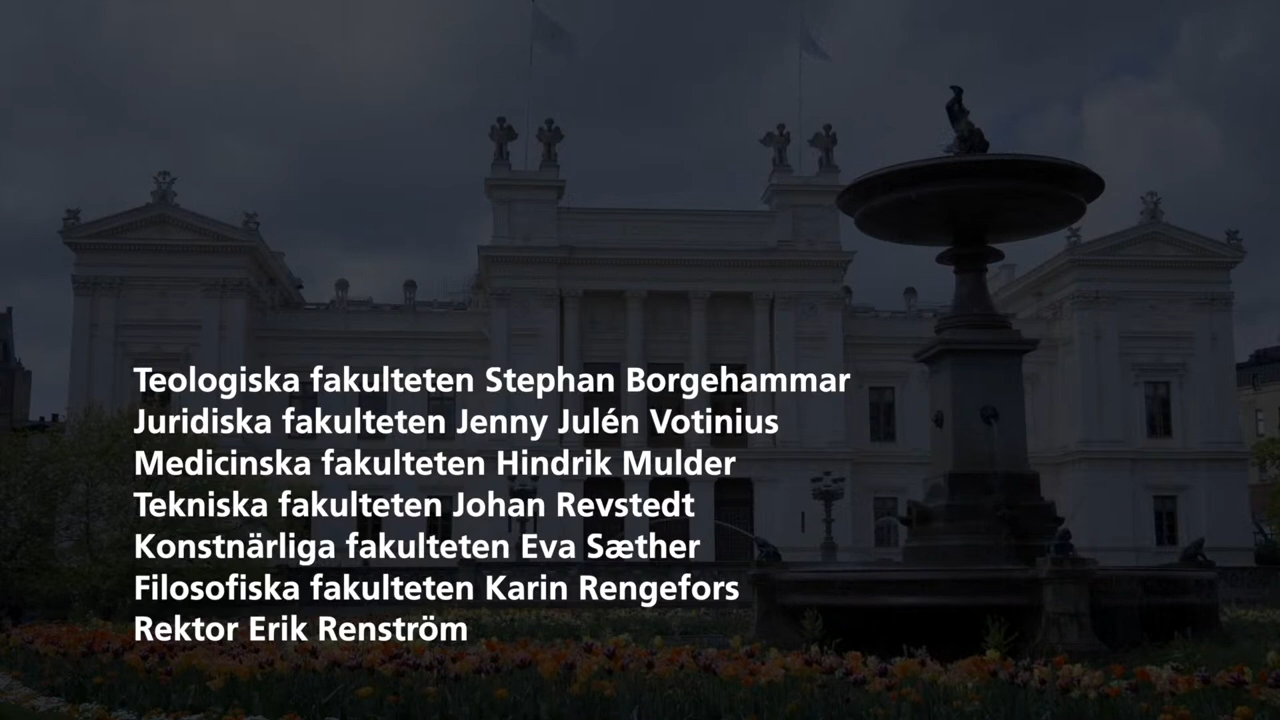 Teologiska fakulteten Stephan Borgehammar
Juridiska fakulteten Jenny Julén Votinius
Medicinska fakulteten Hindrik Mulder
Tekniska fakulteten Johan Revstedt
Konstnärliga fakulteten Eva Sæther
Filosofiska fakulteten Karin Rengefors
Rektor Erik Renström